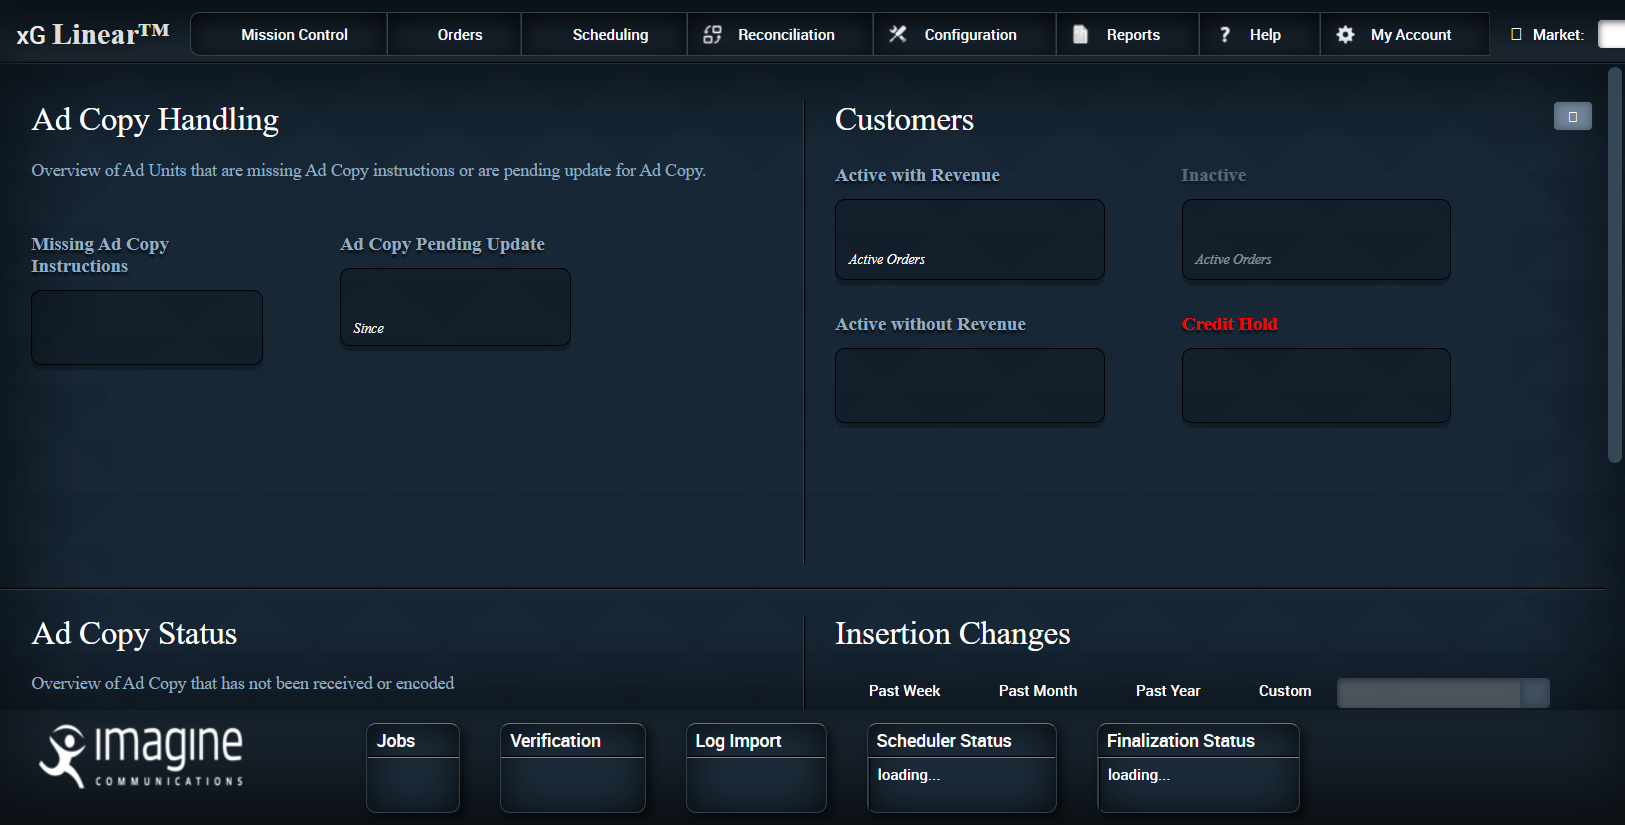 xG Linear™
Mission Control
Orders
Scheduling
Reconciliation
Configuration
Reports
? Help
My Account
Market:
Ad Copy Handling
Overview of Ad Units that are missing Ad Copy instructions or are pending update for Ad Copy.
Missing Ad Copy
Instructions
Ad Copy Pending Update
Since
Customers
Active with Revenue
Active Orders
Inactive
Active Orders
Active without Revenue
Credit Hold
Ad Copy Status
Overview of Ad Copy that has not been received or encoded
Insertion Changes
Past Week
Past Month
Past Year
Custom
imagine
COMMUNICATIONS
Jobs
Verification
Log Import
Scheduler Status
loading...
Finalization Status
loading...